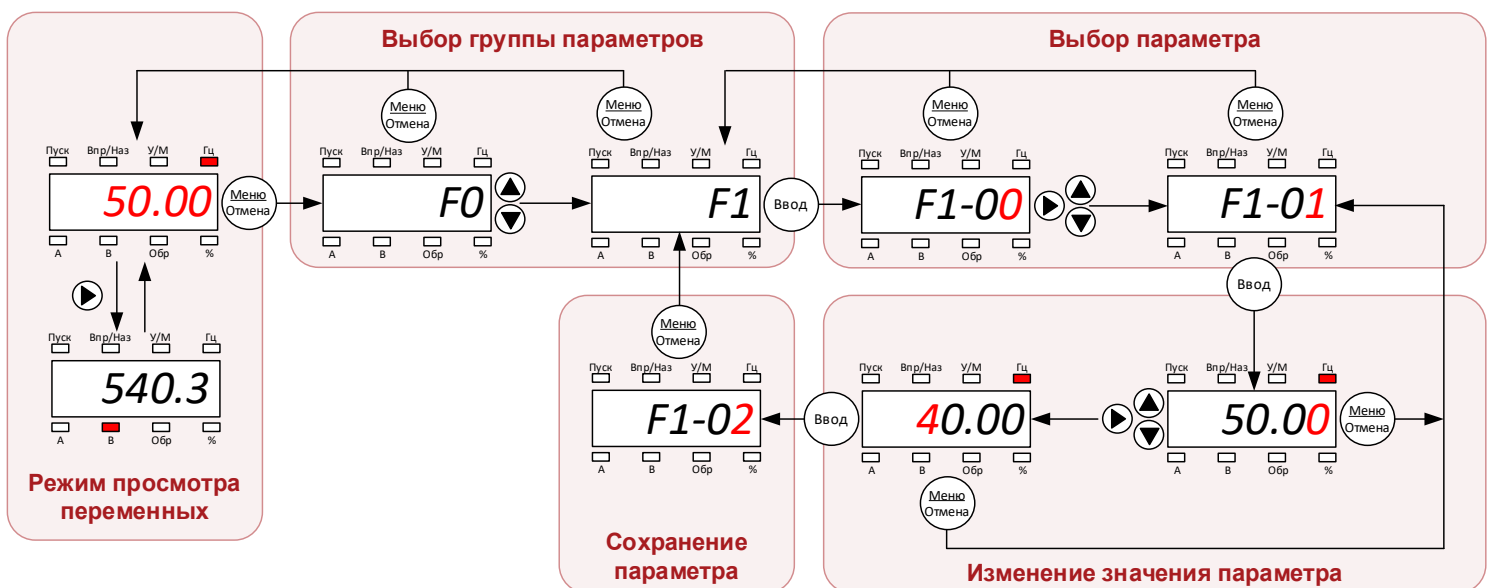 Выбор группы параметров
Выбор параметра
Меню
Отмена
Меню
Отмена
Меню
Отмена
Меню
Отмена
Пуск Впр/Наз У/М Гц
50.00
А В Обр %
Меню
Отмена
Пуск Впр/Наз У/М Гц
F0
А В Обр %
Пуск Впр/Наз У/М Гц
F1
А В Обр %
Ввод
Пуск Впр/Наз У/М Гц
F1-00
А В Обр %
Пуск Впр/Наз У/М Гц
F1-01
А В Обр %
Ввод
Пуск Впр/Наз У/М Гц
540.3
А В Обр %
Режим просмотра
переменных
Меню
Отмена
Пуск Впр/Наз У/М Гц
F1-02
А В Обр %
Ввод
Пуск Впр/Наз У/М Гц
40.00
А В Обр %
Пуск Впр/Наз У/М Гц
50.00
А В Обр %
Меню
Отмена
Меню
Отмена
Сохранение
параметра
Изменение значения параметра